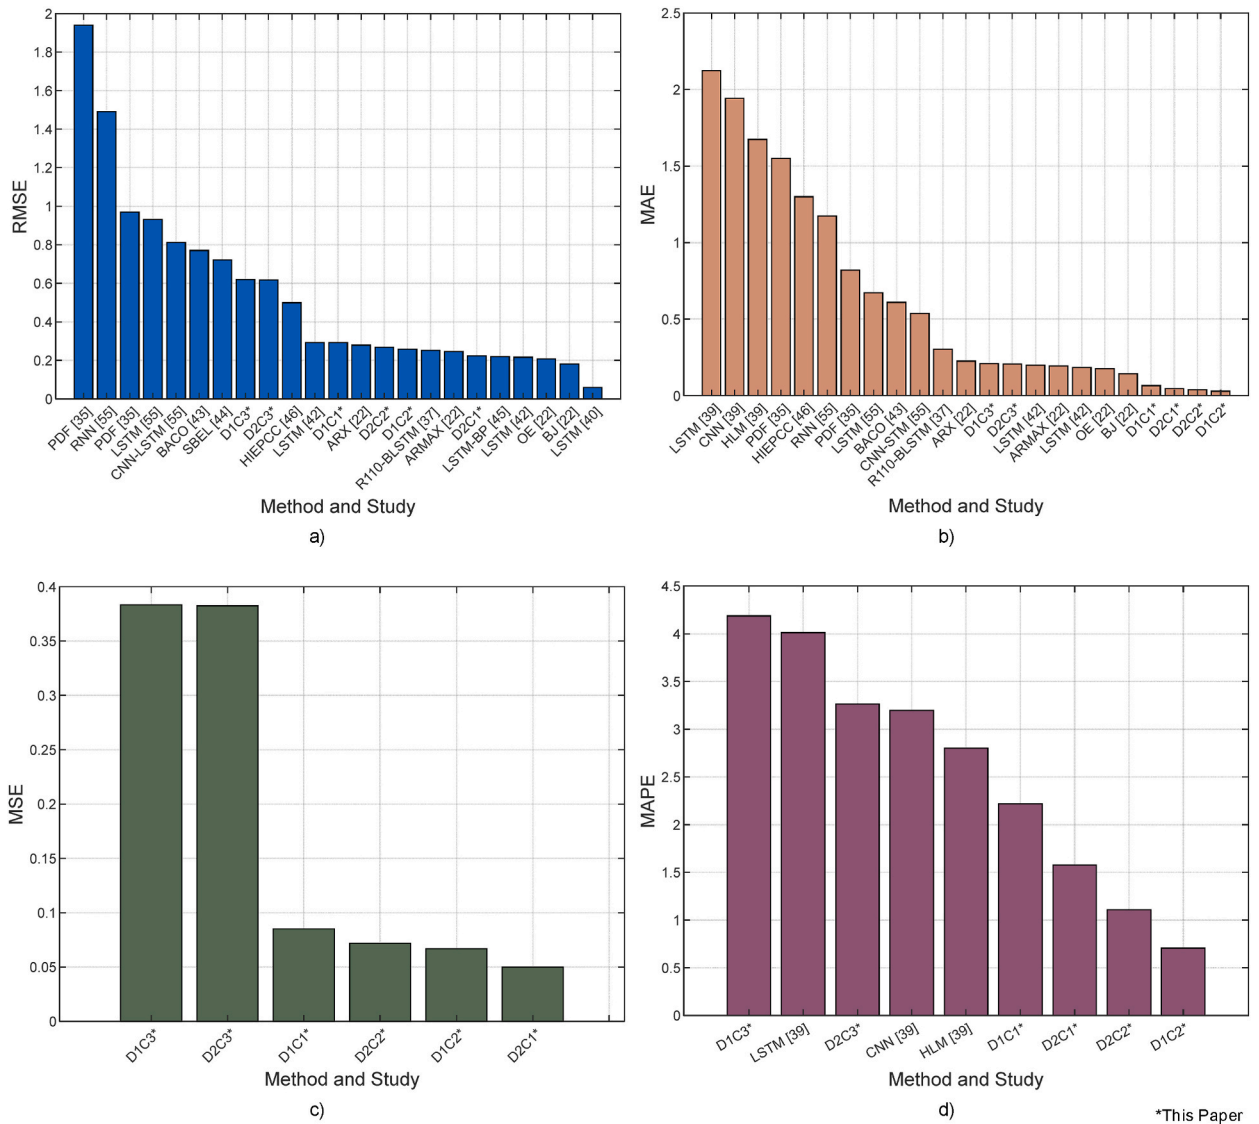 2
1.8
1.6
1.4
1.2
1
0.8
0.6
0.4
0.2
0
RMSE
PDF [35]
RNN [55]
PDF [35]
LSTM [55]
CNN-LSTM [55]
BACO [43]
SBEL [44]
D1C3*
D2C3*
HIEPCC [46]
LSTM [42]
D1C1*
ARX [22]
D2C2*
D1C2*
R110-BLSTM [37]
ARMAX [22]
D2C1*
LSTM-BP [45]
LSTM [42]
OE [22]
BJ [22]
LSTM [40]
Method and Study
a)
2.5
2
1.5
1
0.5
0
MAE
LSTM [39]
CNN [39]
HLM [39]
PDF [35]
HIEPCC [46]
RNN [55]
PDF [35]
LSTM [55]
BACO [43]
CNN-LSTM [55]
R110-BLSTM [37]
ARX [22]
D1C3*
D2C3*
LSTM [42]
ARMAX [22]
LSTM [42]
OE [22]
BJ [22]
D1C1*
D2C1*
D2C2*
D1C2*
Method and Study
b)
0.4
0.35
0.3
0.25
0.2
0.15
0.1
0.05
0
MSE
D1C3*
D2C3*
D1C1*
D2C2*
D1C2*
D2C1*
Method and Study
c)
4.5
4
3.5
3
2.5
2
1.5
1
0.5
0
MAPE
D1C3*
LSTM [39]
D2C3*
CNN [39]
HLM [39]
D1C1*
D2C1*
D2C2*
D1C2*
Method and Study
d)
*This Paper